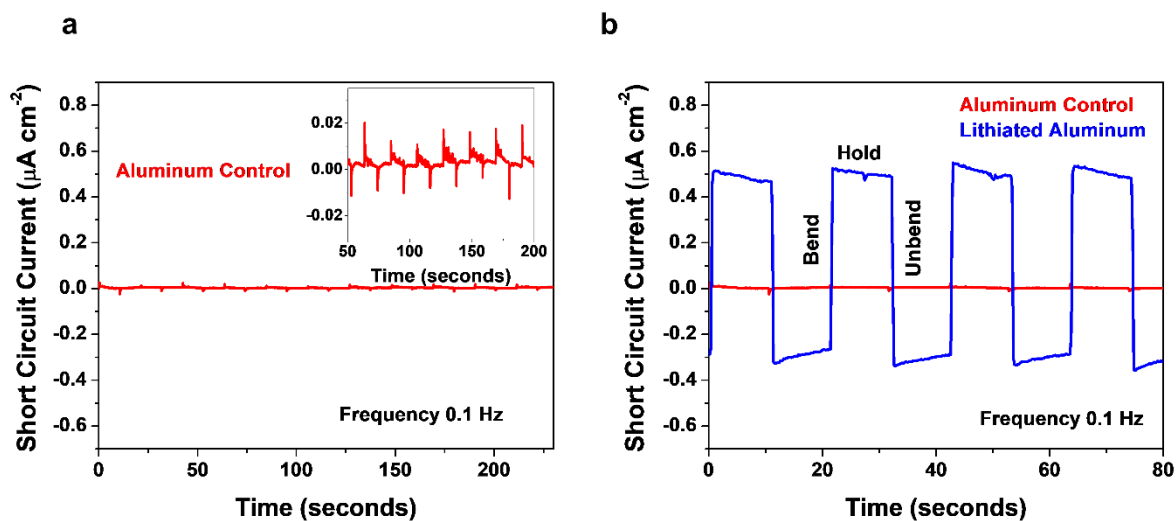 a
Short Circuit Current (μA cm-2)
0.8
0.6
0.4
0.2
0.0
-0.2
-0.4
-0.6
Aluminum Control
0.02
0.00
-0.02
50 100 150 200
Time (seconds)
Frequency 0.1 Hz
0 50 100 150 200
Time (seconds)
b
Short Circuit Current (μA cm-2)
0.8
0.6
0.4
0.2
0.0
-0.2
-0.4
-0.6
Aluminum Control
Lithiated Aluminum
Hold
Bend
Unbend
Frequency 0.1 Hz
0 20 40 60 80
Time (seconds)